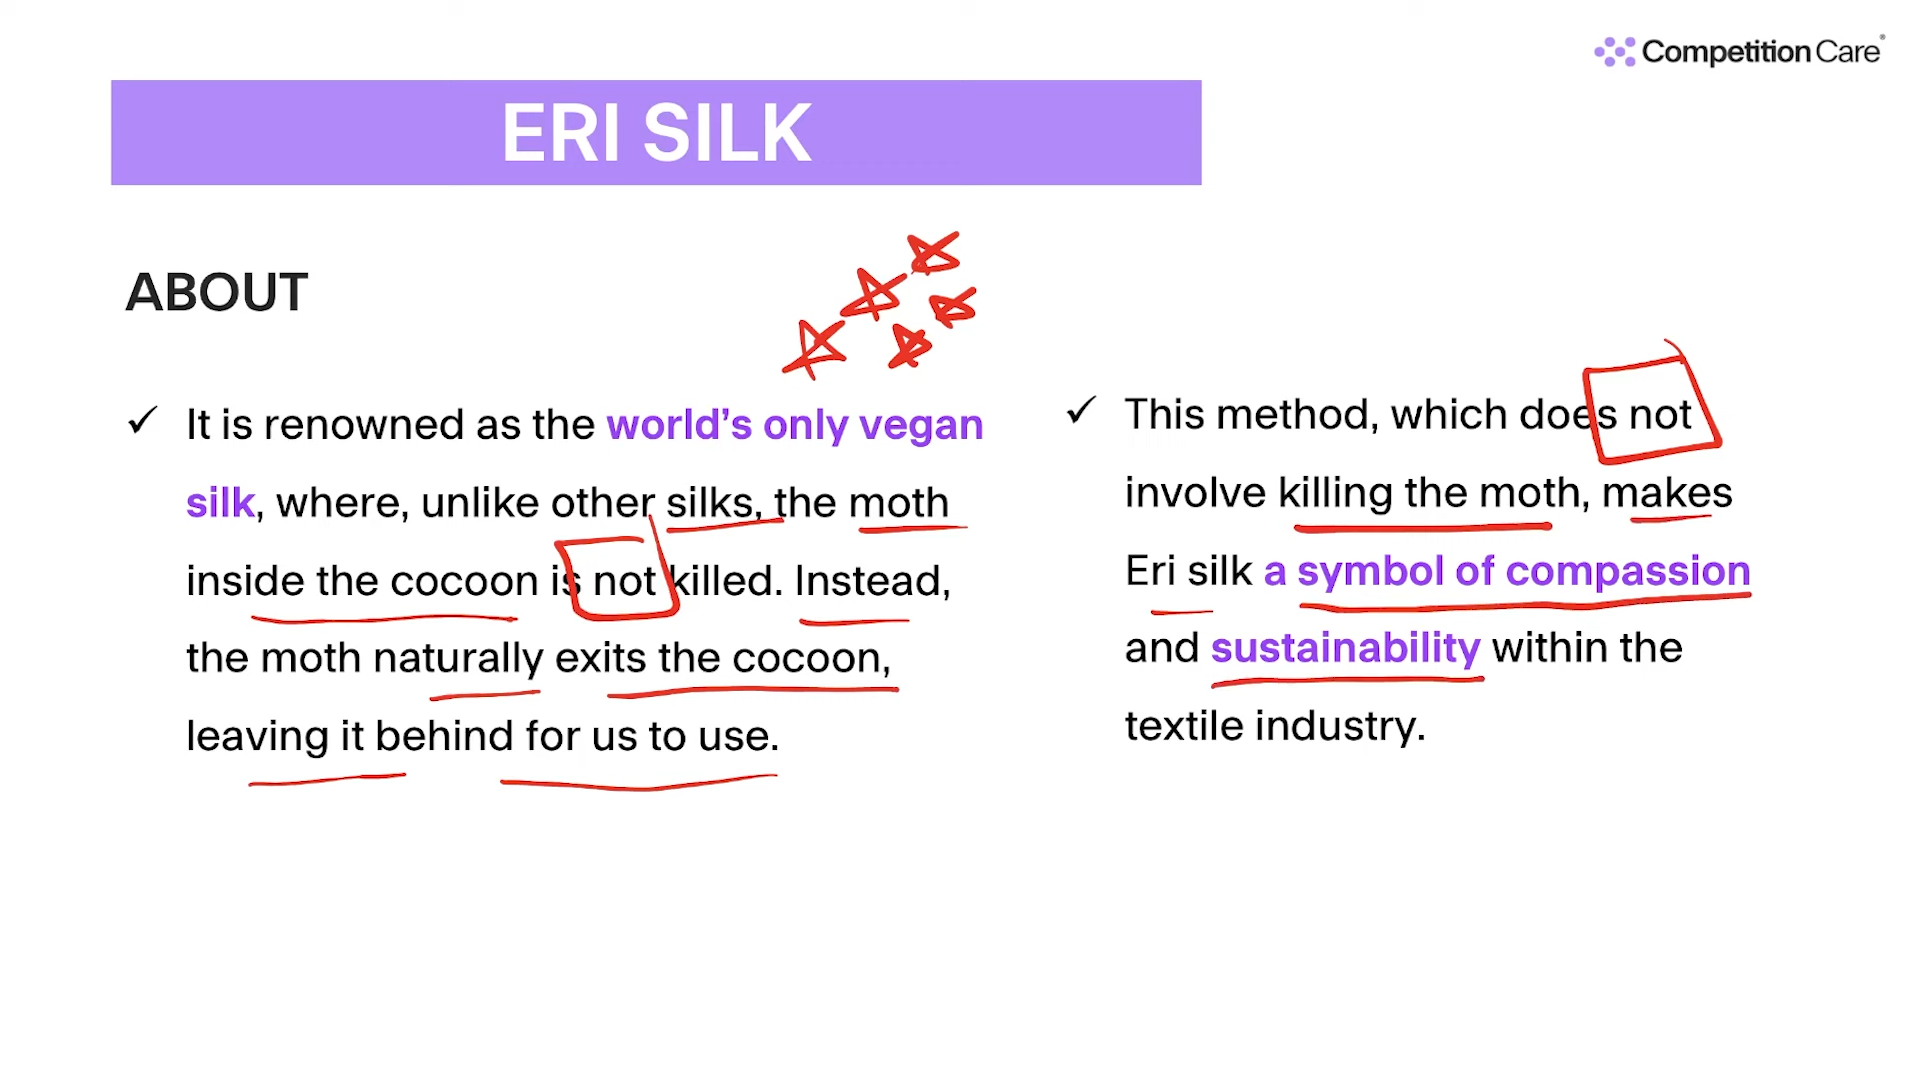 Competition Care
ERI SILK
ABOUT
✓ It is renowned as the world's only vegan
silk, where, unlike other silks, the moth
inside the cocoon is not killed. Instead,
the moth naturally exits the cocoon,
leaving it behind for us to use.
✓ This method, which does not
involve killing the moth, makes
Eri silk a symbol of compassion
and sustainability within the
textile industry.